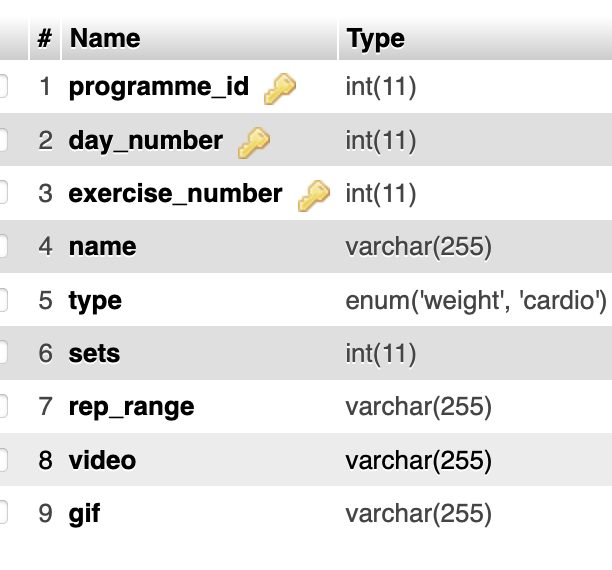 # Name Type
1 programme_id int(11)
2 day_number int(11)
3 exercise_number int(11)
4 name varchar(255)
5 type enum('weight', 'cardio')
6 sets int(11)
7 rep_range varchar(255)
8 video varchar(255)
9 gif varchar(255)